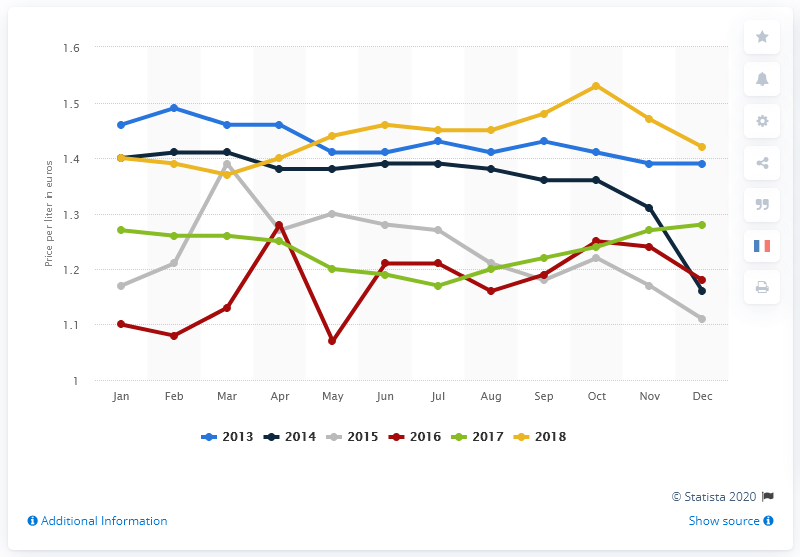 1.6
1.5
1.4
1.3
1.2
1.1
1
Price per liter in euros
Jan Feb Mar Apr May Jun Jul Aug Sep Oct Nov Dec
2013 2014 2015 2016 2017 2018
© Statista 2020
Additional Information Show source